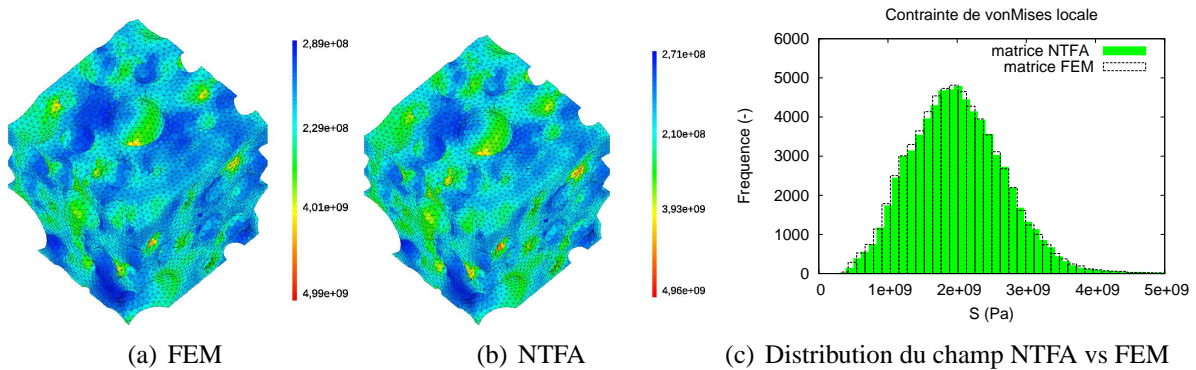 2,89e+08
2,29e+08
4,01e+09
4,99e+09
(a) FEM
2,71e+08
2,10e+08
3,93e+09
4,96e+09
(b) NTFA
Contrainte de vonMises locale
matrice NTFA
matrice FEM
Frequence (-)
6000
5000
4000
3000
2000
1000
0
0 1e+09 2e+09 3e+09 4e+09 5e+09
S (Pa)
(c) Distribution du champ NTFA vs FEM